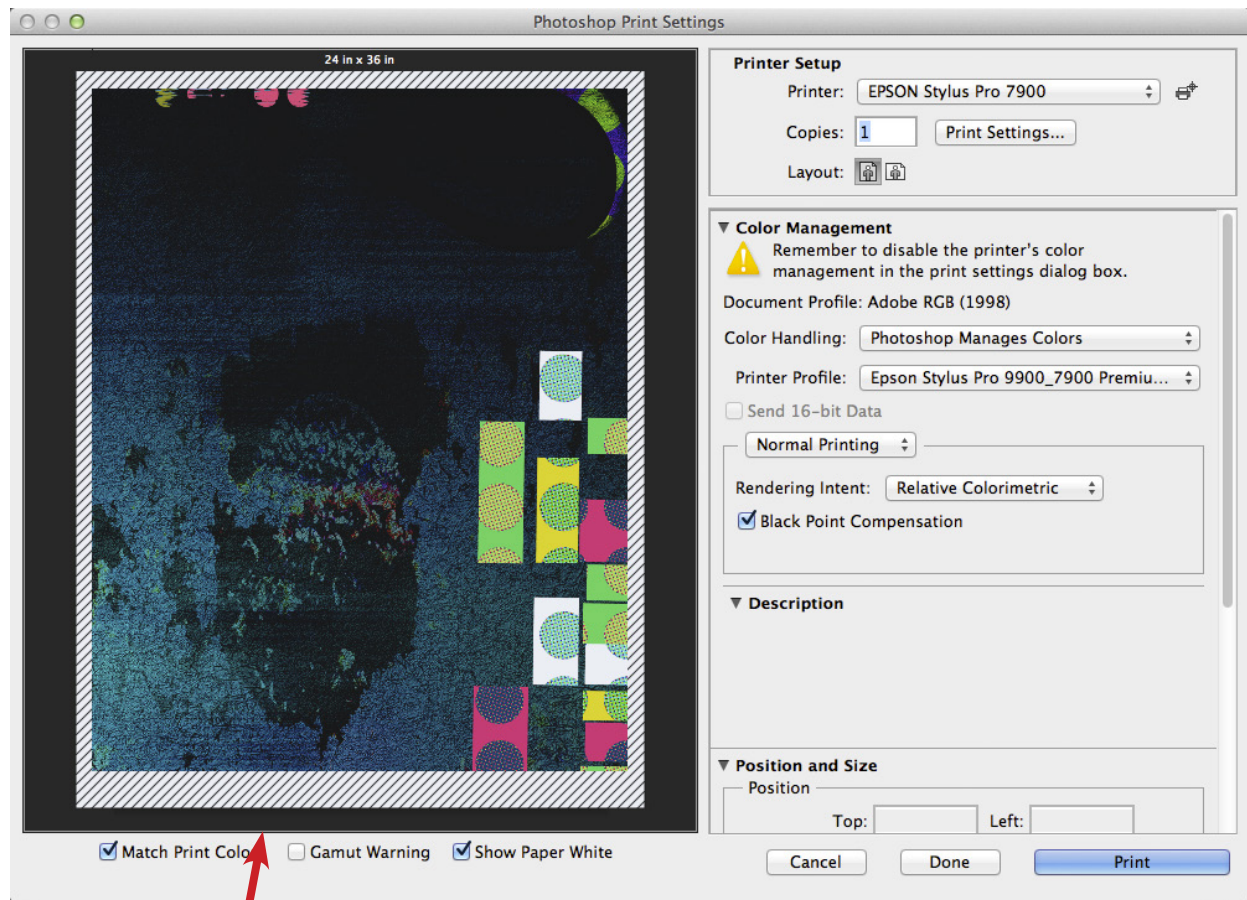 Photoshop Print Settings
24 in x 36 in
Printer Setup
Printer: EPSON Stylus Pro 7900
Copies: 1 Print Settings...
Layout:
Color Management
Remember to disable the printer's color
management in the print settings dialog box.
Document Profile: Adobe RGB (1998)
Color Handling: Photoshop Manages Colors
Printer Profile: Epson Stylus Pro 9900_7900 Premiu...
Send 16-bit Data
Normal Printing
Rendering Intent: Relative Colorimetric
Black Point Compensation
Description
Position and Size
Position
Top: Left:
Match Print Colo Gamut Warning Show Paper White
Cancel Done Print